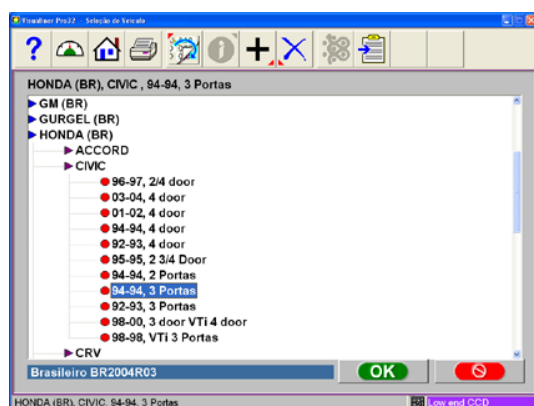 Visualiner Pro32 - Seleção de Veículo
HONDA (BR), CIVIC , 94-94, 3 Portas
GM (BR)
GURGEL (BR)
HONDA (BR)
ACCORD
CIVIC
96-97, 2/4 door
03-04, 4 door
01-02, 4 door
94-94, 4 door
92-93, 4 door
95-95, 2 3/4 Door
94-94, 2 Portas
94-94, 3 Portas
92-93, 3 Portas
98-00, 3 door VTi 4 door
98-98, VTi 3 Portas
CRV
Brasileiro BR2004R03
OK
HONDA (BR), CIVIC, 94-94, 3 Portas
Low end CCD